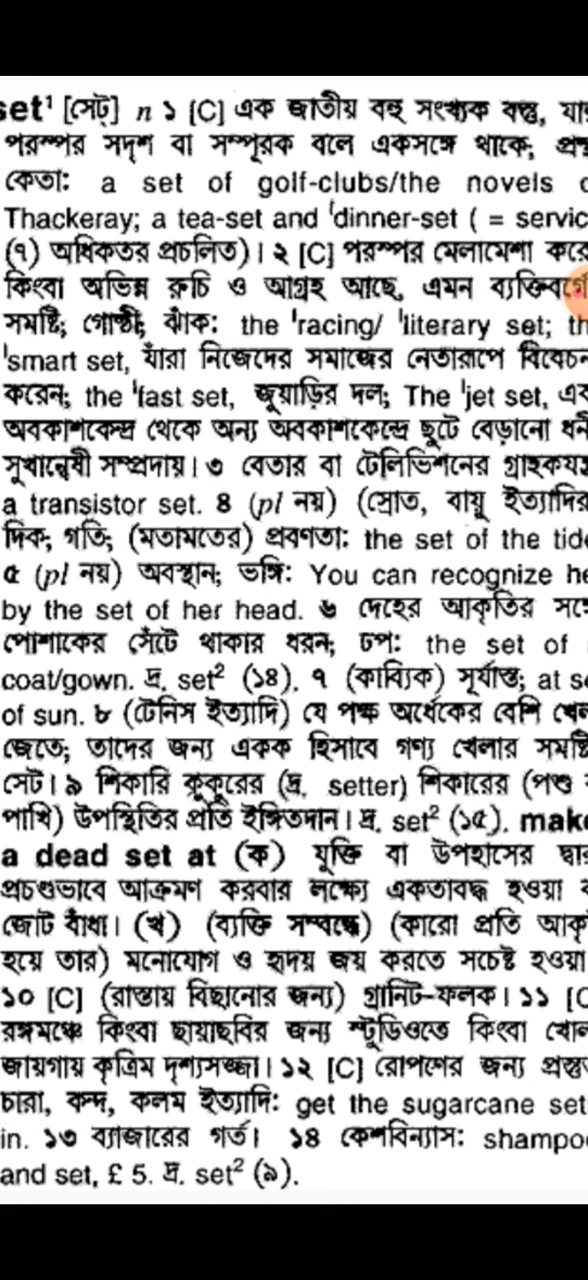 set¹ [সেট্] n ১ [C] এক জাতীয় বহু সংখ্যক বস্তু, যা
পরস্পর সদৃশ বা সম্পূরক বলে একসঙ্গে থাকে; প্রস্থ
কেতা: a set of golf-clubs/the novels o
Thackeray; a tea-set and ˈdinner-set ( = servic
(৭) অধিকতর প্রচলিত)। ২ [C] পরস্পর মেলামেশা করে
কিংবা অভিন্ন রুচি ও আগ্রহ আছে, এমন ব্যক্তিবর্গে
সমষ্টি; গোষ্ঠী; ঝাঁক: the ˈracing/ ˈliterary set; th
ˈsmart set, যাঁরা নিজেদের সমাজের নেতারূপে বিবেচন
করেন; the ˈfast set, জুয়াড়ির দল; The ˈjet set, এক
অবকাশকেন্দ্র থেকে অন্য অবকাশকেন্দ্রে ছুটে বেড়ানো ধনী
সুখান্বেষী সম্প্রদায়। ৩ বেতার বা টেলিভিশনের গ্রাহকযন্ত্র
a transistor set. ৪ (pl নয়) (স্রোত, বায়ু ইত্যাদির
দিক; গতি; (মতামতের) প্রবণতা: the set of the tide
৫ (pl নয়) অবস্থান; ভঙ্গি: You can recognize he
by the set of her head. ৬ দেহের আকৃতির সঙ্গে
পোশাকের সেঁটে থাকার ধরন; ঢপ: the set of
coat/gown. দ্র. set² (১৪). ৭ (কাব্যিক) সূর্যাস্ত; at se
of sun. ৮ (টেনিস ইত্যাদি) যে পক্ষ অর্ধেকের বেশি খেল
জেতে; তাদের জন্য একক হিসাবে গণ্য খেলার সমষ্টি
সেট। ৯ শিকারি কুকুরের (দ্র. setter) শিকারের (পশু
পাখি) উপস্থিতির প্রতি ইঙ্গিতদান। দ্র. set² (১৫). make
a dead set at (ক) যুক্তি বা উপহাসের দ্বার
প্রচণ্ডভাবে আক্রমণ করবার লক্ষ্যে একতাবদ্ধ হওয়া ব
জোট বাঁধা। (খ) (ব্যক্তি সম্বন্ধে) (কারো প্রতি আকৃ
হয়ে তার) মনোযোগ ও হৃদয় জয় করতে সচেষ্ট হওয়া
১০ [C] (রাস্তায় বিছানোর জন্য) গ্রানিট-ফলক। ১১ [C
রঙ্গমঞ্চে কিংবা ছায়াছবির জন্য স্টুডিওতে কিংবা খোল
জায়গায় কৃত্রিম দৃশ্যসজ্জা। ১২ [C] রোপণের জন্য প্রস্তুত
চারা, কন্দ, কলম ইত্যাদি: get the sugarcane set
in. ১৩ ব্যাজারের গর্ত। ১৪ কেশবিন্যাস: shampoo
and set, £ 5. দ্র. set² (৯).